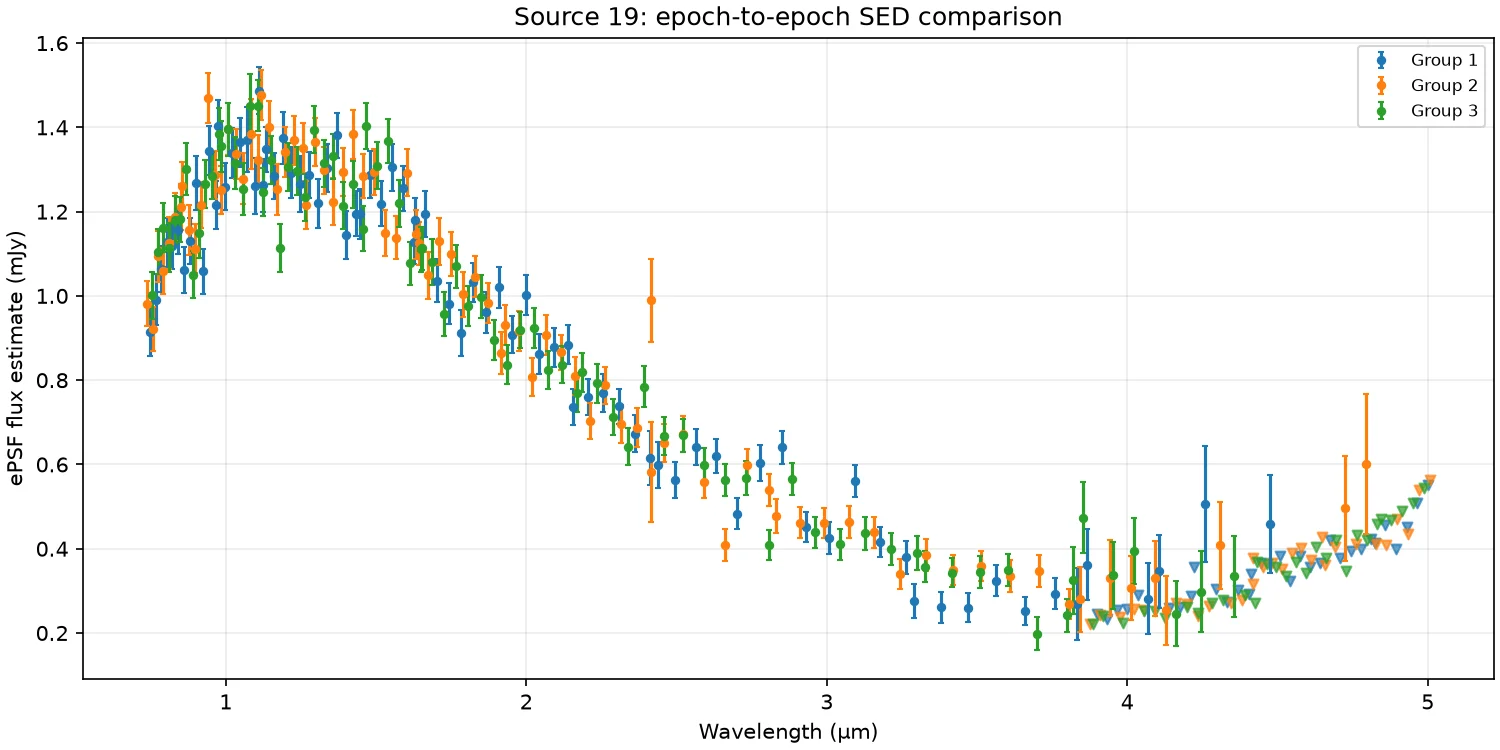 Source 19: epoch-to-epoch SED comparison
Group 1
Group 2
Group 3
ePSF flux estimate (mJy)
1.6
1.4
1.2
1.0
0.8
0.6
0.4
0.2
1 2 3 4 5
Wavelength (µm)